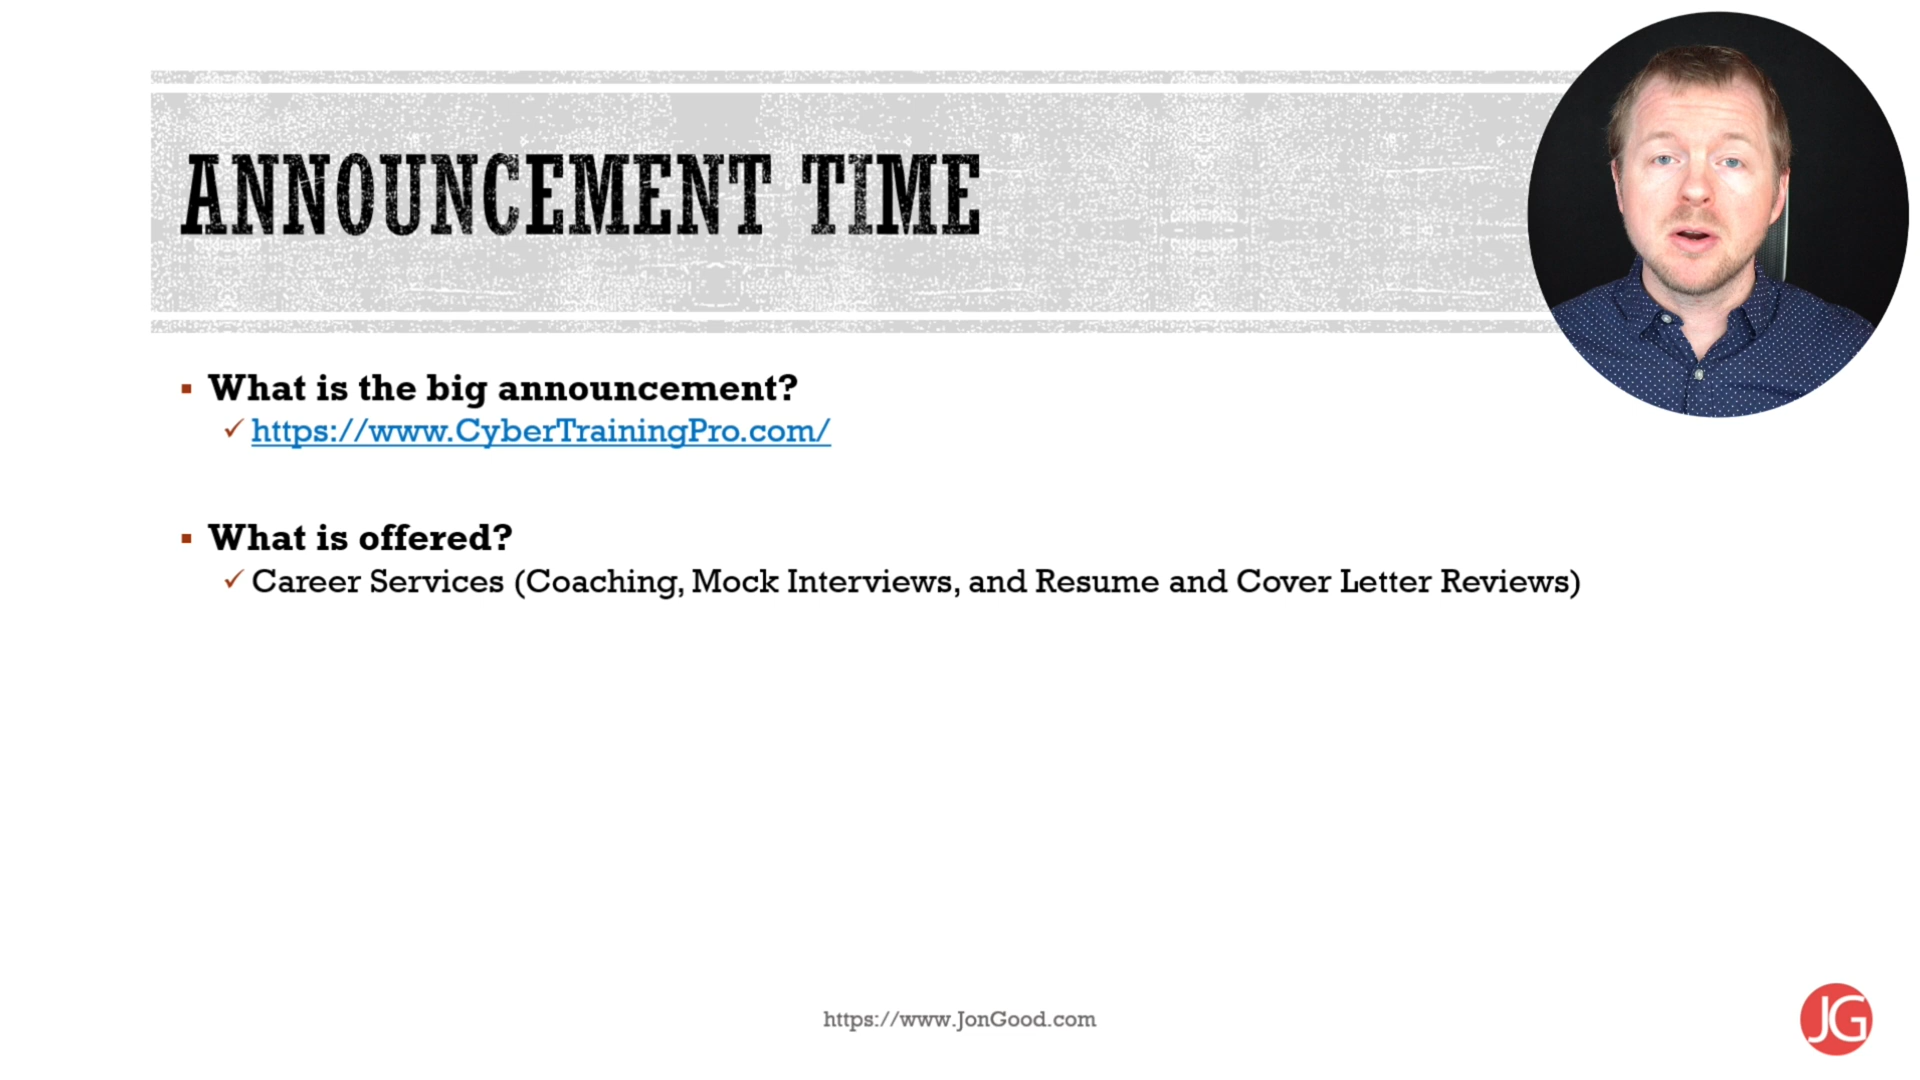 ANNOUNCEMENT TIME
What is the big announcement?
https://www.CyberTrainingPro.com/
What is offered?
Career Services (Coaching, Mock Interviews, and Resume and Cover Letter Reviews)
https://www.JonGood.com
JG